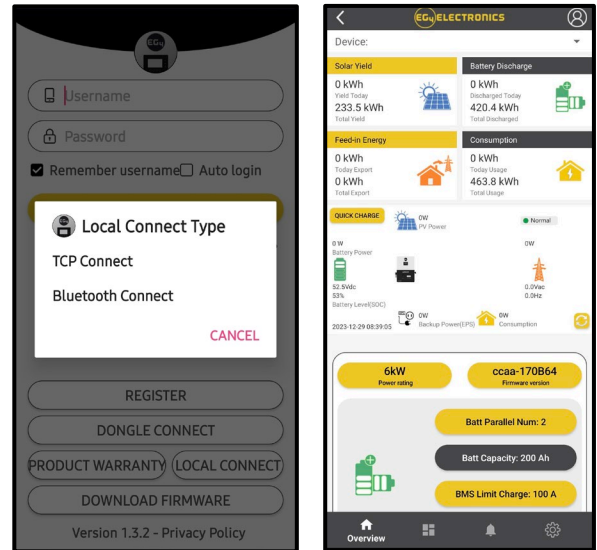 EG4
Username
Password
Remember username Auto login
Local Connect Type
TCP Connect
Bluetooth Connect
CANCEL
REGISTER
DONGLE CONNECT
PRODUCT WARRANTY LOCAL CONNECT
DOWNLOAD FIRMWARE
Version 1.3.2 - Privacy Policy
EG4 ELECTRONICS
Device:
Solar Yield
0 kWh
Yield Today
233.5 kWh
Total Yield
Battery Discharge
0 kWh
Discharged Today
420.4 kWh
Total Discharged
Feed-in Energy
0 kWh
Today Export
0 kWh
Total Export
Consumption
0 kWh
Today Usage
463.8 kWh
Total Usage
QUICK CHARGE
0W
PV Power
Normal
0 W
Battery Power
0W
52.5Vdc
53%
Battery Level(SOC)
0.0Vac
0.0Hz
2023-12-29 08:39:05
0W
Backup Power(EPS)
0W
Consumption
6kW
Power rating
ccaa-170B64
Firmware version
Batt Parallel Num: 2
Batt Capacity: 200 Ah
BMS Limit Charge: 100 A
Overview